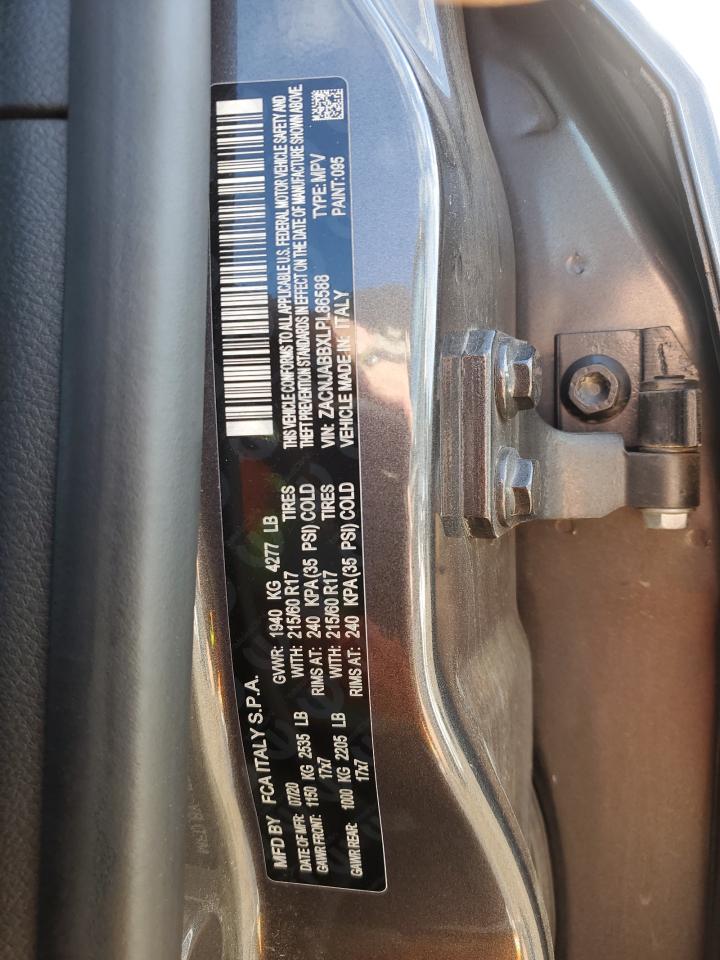 MFD BY FCA ITALY S.P.A.
DATE OF MFR: 07/20 GVWR: 1940 KG 4277 LB
GAWR FRONT: 1150 KG 2535 LB WITH: 215/60 R17 TIRES
17x7 RIMS AT: 240 KPA(35 PSI) COLD
GAWR REAR: 1000 KG 2205 LB WITH: 215/60 R17 TIRES
17x7 RIMS AT: 240 KPA(35 PSI) COLD
THIS VEHICLE CONFORMS TO ALL APPLICABLE U.S. FEDERAL MOTOR VEHICLE SAFETY AND
THEFT PREVENTION STANDARDS IN EFFECT ON THE DATE OF MANUFACTURE SHOWN ABOVE.
VIN: ZACNJABBXLPL86588 TYPE: MPV
VEHICLE MADE IN: ITALY PAINT: 095